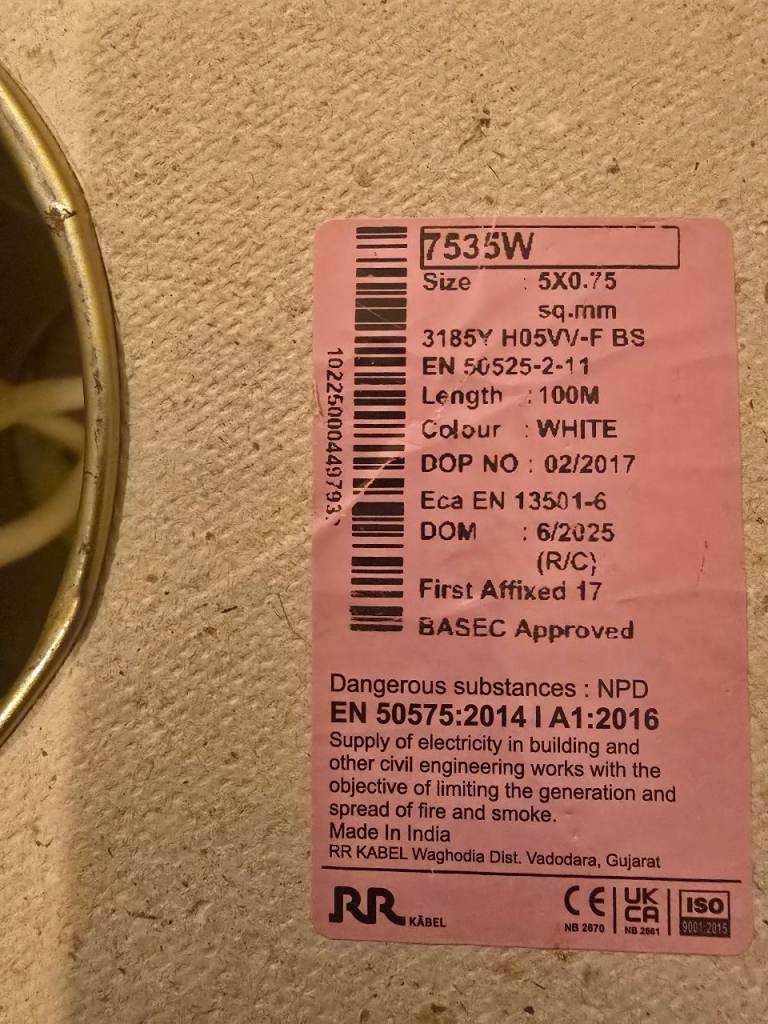 7535W
Size : 5X0.75
sq.mm
3185Y H05VV-F BS
EN 50525-2-11
Length : 100M
Colour : WHITE
DOP NO : 02/2017
Eca EN 13501-6
DOM : 6/2025
(R/C)
First Affixed 17
BASEC Approved
Dangerous substances : NPD
EN 50575:2014 I A1:2016
Supply of electricity in building and
other civil engineering works with the
objective of limiting the generation and
spread of fire and smoke.
Made In India
RR KABEL Waghodia Dist. Vadodara, Gujarat
RR KÄBEL
CE NB 2670
UK CA NB 2661
ISO 9001:2015